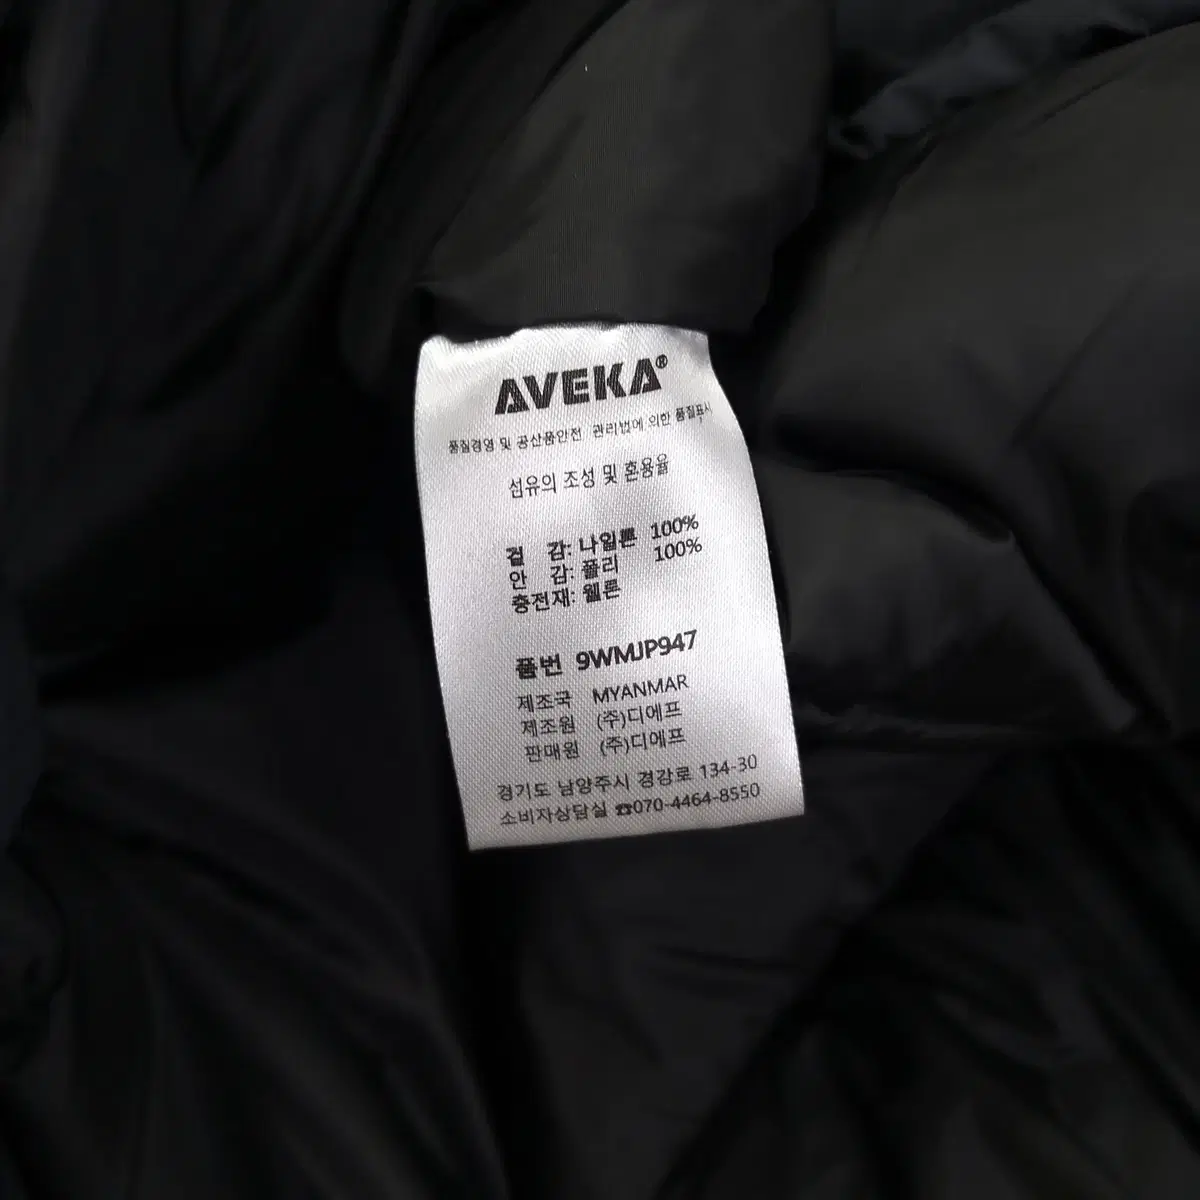 AVEKA®
품질경영 및 공산품안전 관리법에 의한 품질표시
섬유의 조성 및 혼용율
겉 감: 나일론 100%
안 감: 폴리 100%
충전재: 웰론
품번 9WMJP947
제조국 MYANMAR
제조원 (주)디에프
판매원 (주)디에프
경기도 남양주시 경강로 134-30
소비자상담실 ☎070-4464-8550